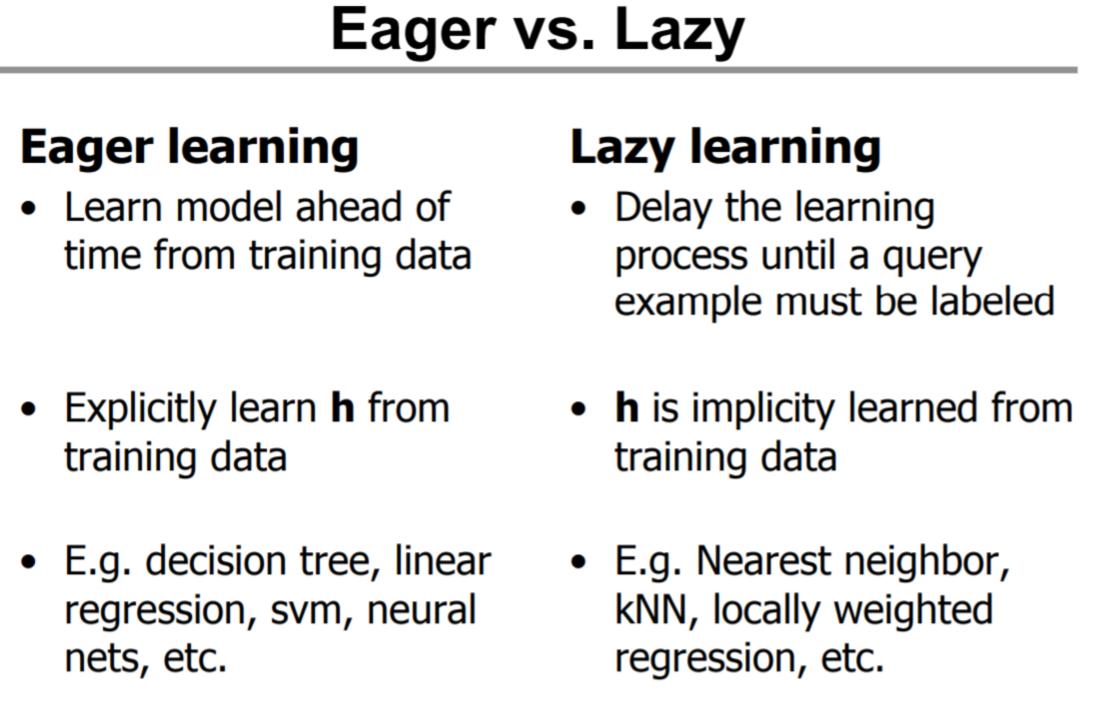 Eager vs. Lazy
Eager learning
• Learn model ahead of
time from training data
• Explicitly learn h from
training data
• E.g. decision tree, linear
regression, svm, neural
nets, etc.
Lazy learning
• Delay the learning
process until a query
example must be labeled
• h is implicity learned from
training data
• E.g. Nearest neighbor,
kNN, locally weighted
regression, etc.